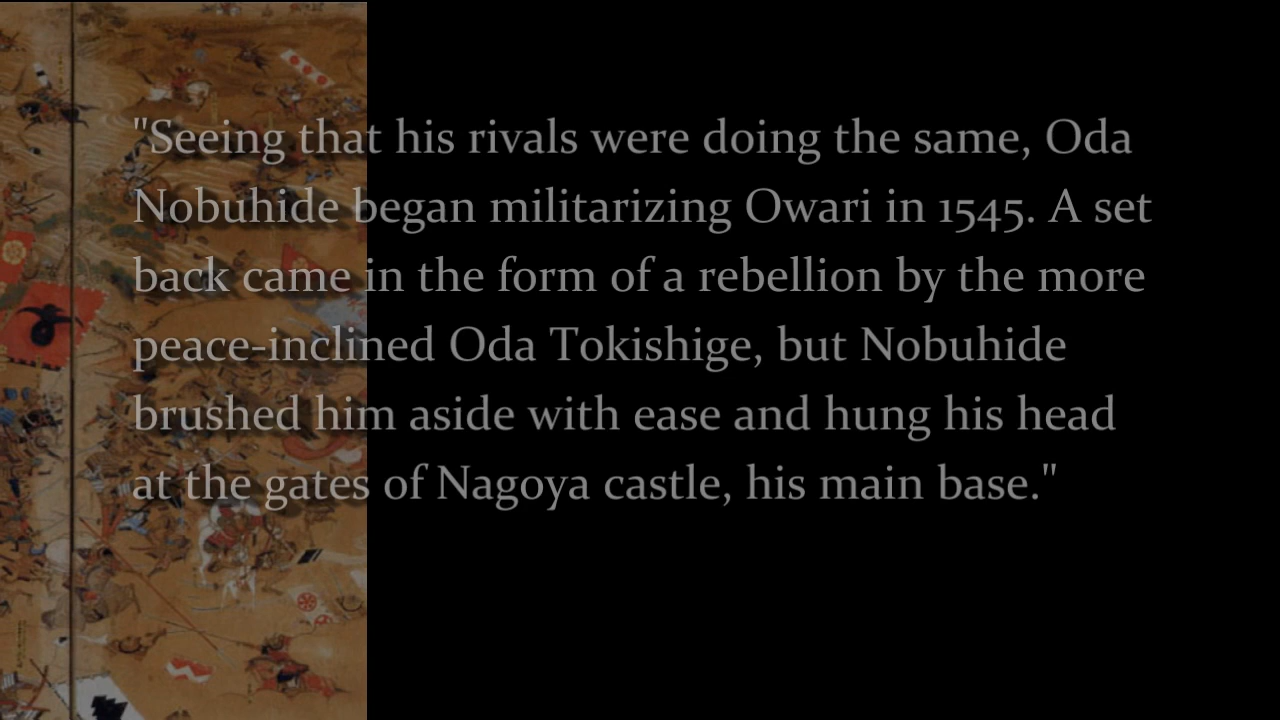 "Seeing that his rivals were doing the same, Oda
Nobuhide began militarizing Owari in 1545. A set
back came in the form of a rebellion by the more
peace-inclined Oda Tokishige, but Nobuhide
brushed him aside with ease and hung his head
at the gates of Nagoya castle, his main base."